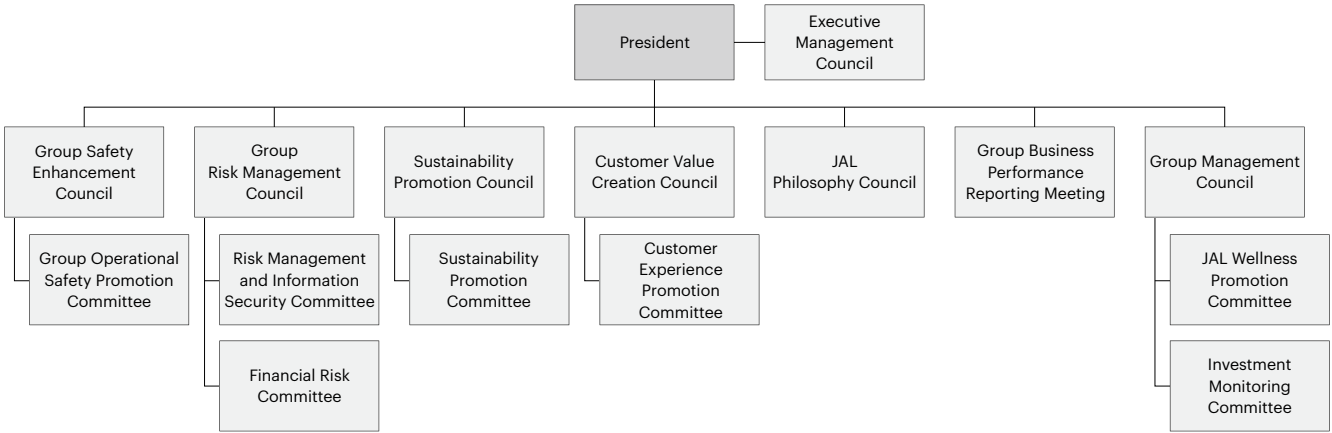 President
Executive
Management
Council
Group Safety
Enhancement
Council
Group
Risk Management
Council
Sustainability
Promotion Council
Customer Value
Creation Council
JAL
Philosophy Council
Group Business
Performance
Reporting Meeting
Group Management
Council
Group Operational
Safety Promotion
Committee
Risk Management
and Information
Security Committee
Sustainability
Promotion
Committee
Customer
Experience
Promotion
Committee
JAL Wellness
Promotion
Committee
Financial Risk
Committee
Investment
Monitoring
Committee